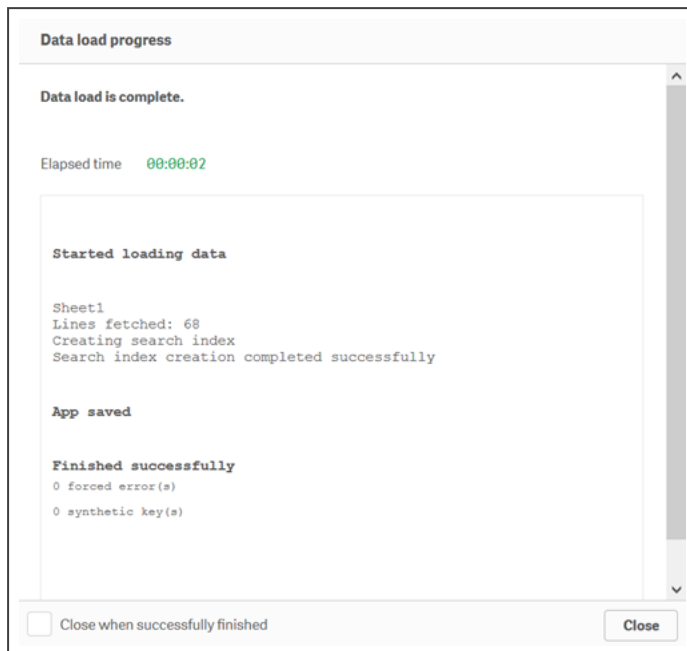 Data load progress
Data load is complete.
Elapsed time 00:00:02
Started loading data
Sheet1
Lines fetched: 68
Creating search index
Search index creation completed successfully
App saved
Finished successfully
0 forced error(s)
0 synthetic key(s)
Close when successfully finished
Close